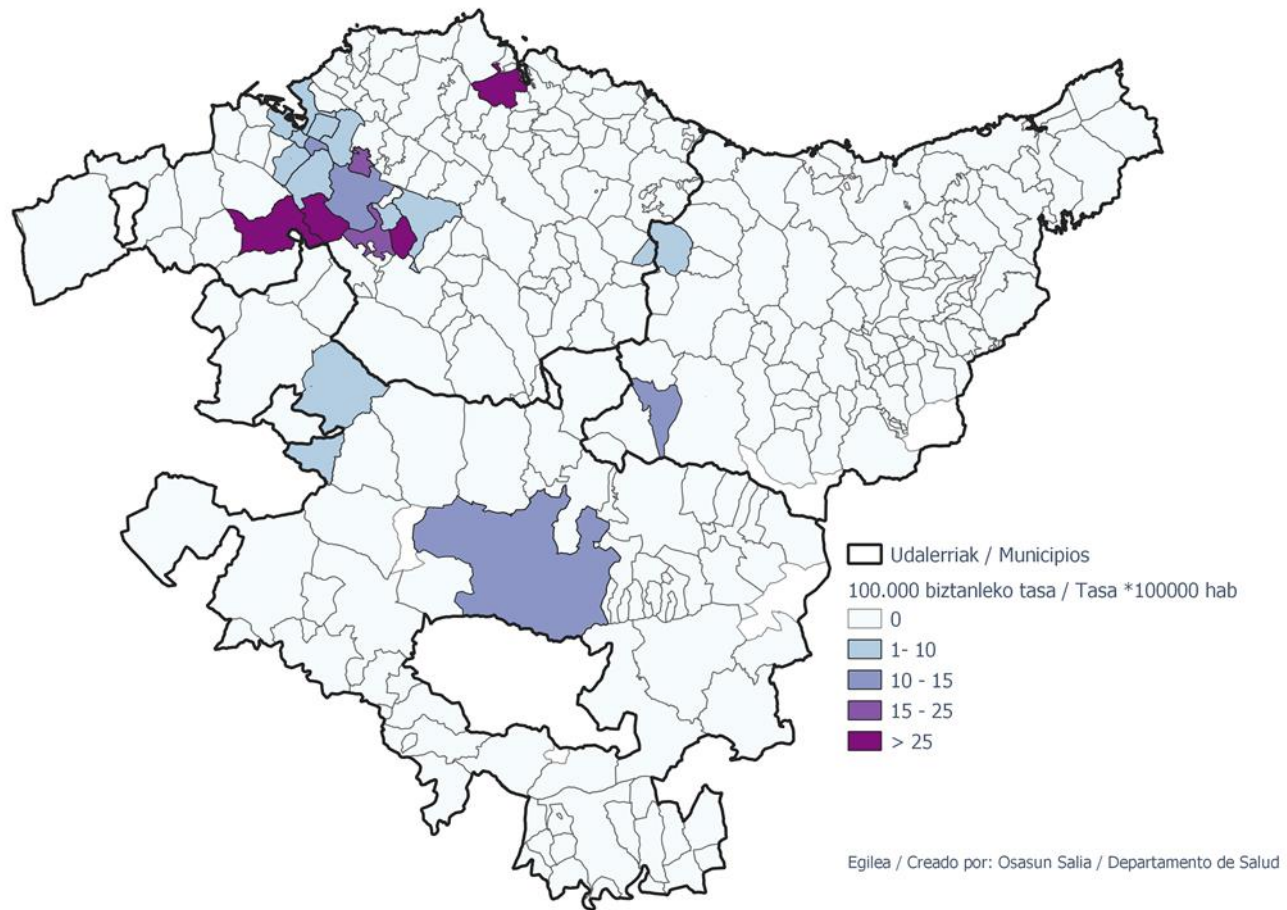 Udalerriak / Municipios
100.000 biztanleko tasa / Tasa *100000 hab
0
1- 10
10 - 15
15 - 25
> 25
Egilea / Creado por: Osasun Salia / Departamento de Salud